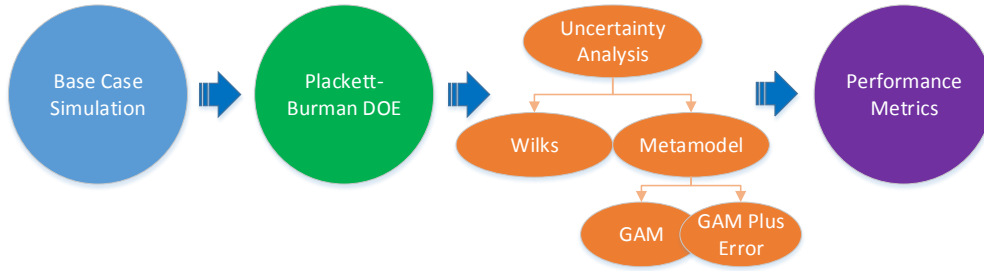 Base Case
Simulation
Plackett-
Burman DOE
Uncertainty
Analysis
Wilks
Metamodel
GAM
GAM Plus
Error
Performance
Metrics